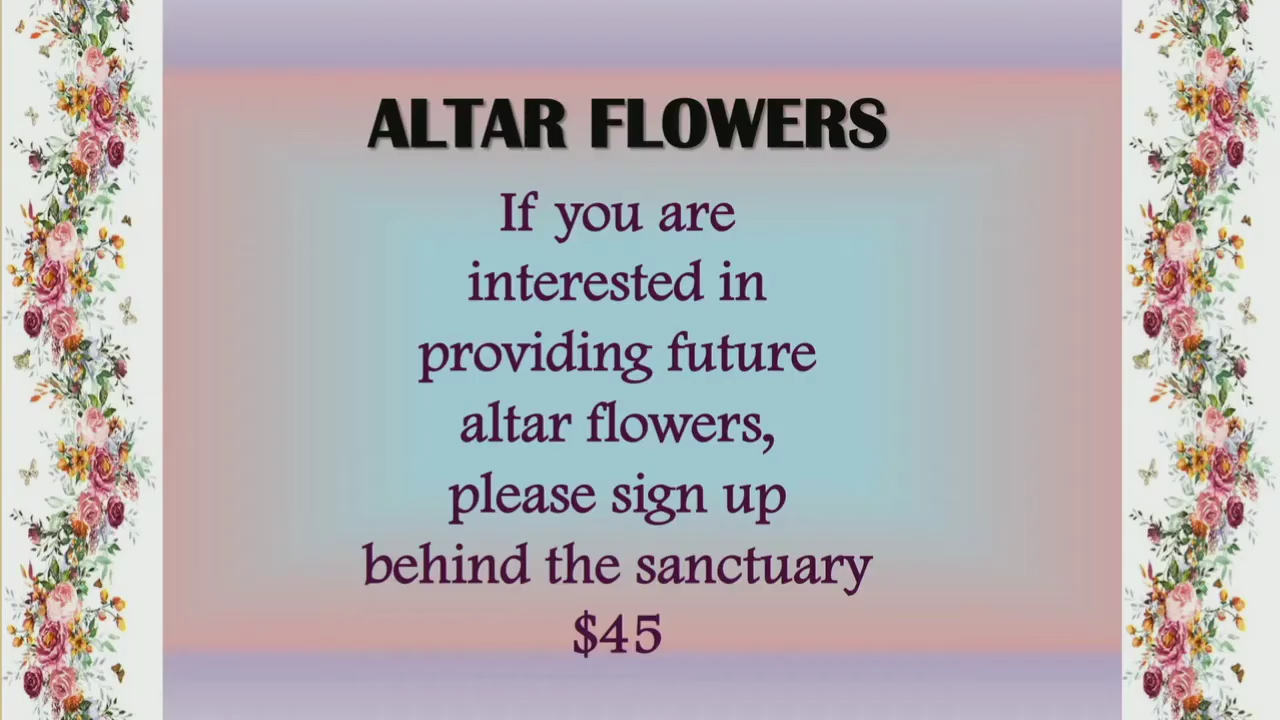 ALTAR FLOWERS
If you are
interested in
providing future
altar flowers,
please sign up
behind the sanctuary
$45